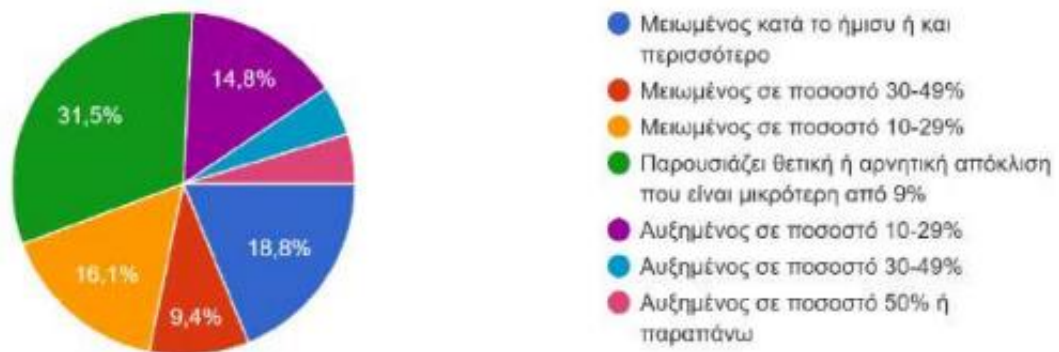 14,8%
31,5%
18,8%
16,1%
9,4%
Μειωμένος κατά το ήμισυ ή και
περισσότερο
Μειωμένος σε ποσοστό 30-49%
Μειωμένος σε ποσοστό 10-29%
Παρουσιάζει θετική ή αρνητική απόκλιση
που είναι μικρότερη από 9%
Αυξημένος σε ποσοστό 10-29%
Αυξημένος σε ποσοστό 30-49%
Αυξημένος σε ποσοστό 50% ή
παραπάνω